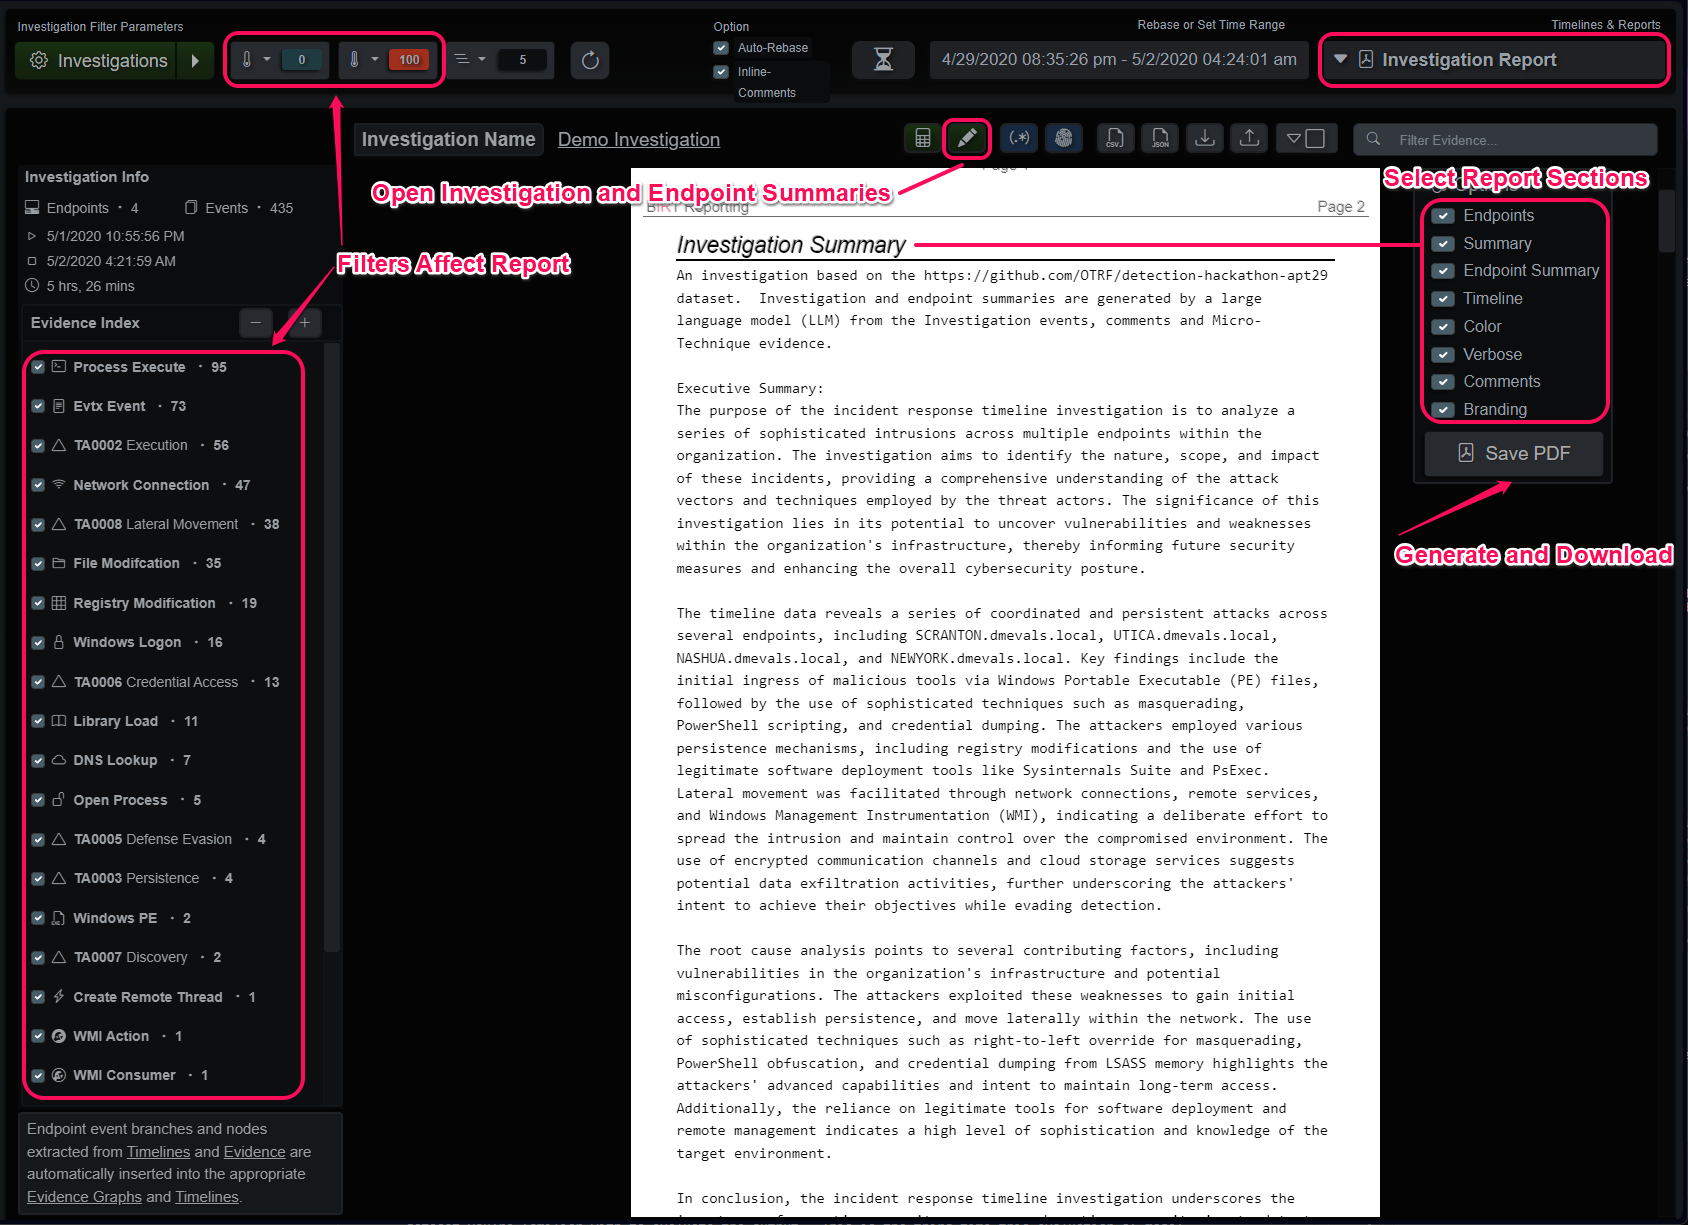 Investigation Filter Parameters
Option
Rebase or Set Time Range
Timelines & Reports
Investigations
0
100
5
Auto-Rebase
Inline-
Comments
4/29/2020 08:35:26 pm - 5/2/2020 04:24:01 am
Investigation Report
Investigation Name
Demo Investigation
(.*)
CSV
JSON
Filter Evidence...
Investigation Info
Endpoints · 4
Events · 435
5/1/2020 10:55:56 PM
5/2/2020 4:21:59 AM
5 hrs, 26 mins
Evidence Index
Process Execute · 95
Evtx Event · 73
TA0002 Execution · 56
Network Connection · 47
TA0008 Lateral Movement · 38
File Modifcation · 35
Registry Modification · 19
Windows Logon · 16
TA0006 Credential Access · 13
Library Load · 11
DNS Lookup · 7
Open Process · 5
TA0005 Defense Evasion · 4
TA0003 Persistence · 4
Windows PE · 2
TA0007 Discovery · 2
Create Remote Thread · 1
WMI Action · 1
WMI Consumer · 1
Endpoint event branches and nodes
extracted from Timelines and Evidence are
automatically inserted into the appropriate
Evidence Graphs and Timelines.
Open Investigation and Endpoint Summaries
Filters Affect Report
BIRT Reporting
Page 2
Investigation Summary
An investigation based on the https://github.com/OTRF/detection-hackathon-apt29
dataset.  Investigation and endpoint summaries are generated by a large
language model (LLM) from the Investigation events, comments and Micro-
Technique evidence.
Executive Summary:
The purpose of the incident response timeline investigation is to analyze a
series of sophisticated intrusions across multiple endpoints within the
organization. The investigation aims to identify the nature, scope, and impact
of these incidents, providing a comprehensive understanding of the attack
vectors and techniques employed by the threat actors. The significance of this
investigation lies in its potential to uncover vulnerabilities and weaknesses
within the organization's infrastructure, thereby informing future security
measures and enhancing the overall cybersecurity posture.
The timeline data reveals a series of coordinated and persistent attacks across
several endpoints, including SCRANTON.dmevals.local, UTICA.dmevals.local,
NASHUA.dmevals.local, and NEWYORK.dmevals.local. Key findings include the
initial ingress of malicious tools via Windows Portable Executable (PE) files,
followed by the use of sophisticated techniques such as masquerading,
PowerShell scripting, and credential dumping. The attackers employed various
persistence mechanisms, including registry modifications and the use of
legitimate software deployment tools like Sysinternals Suite and PsExec.
Lateral movement was facilitated through network connections, remote services,
and Windows Management Instrumentation (WMI), indicating a deliberate effort to
spread the intrusion and maintain control over the compromised environment. The
use of encrypted communication channels and cloud storage services suggests
potential data exfiltration activities, further underscoring the attackers'
intent to achieve their objectives while evading detection.
The root cause analysis points to several contributing factors, including
vulnerabilities in the organization's infrastructure and potential
misconfigurations. The attackers exploited these weaknesses to gain initial
access, establish persistence, and move laterally within the network. The use
of sophisticated techniques such as right-to-left override for masquerading,
PowerShell obfuscation, and credential dumping from LSASS memory highlights the
attackers' advanced capabilities and intent to maintain long-term access.
Additionally, the reliance on legitimate tools for software deployment and
remote management indicates a high level of sophistication and knowledge of the
target environment.
In conclusion, the incident response timeline investigation underscores the
Select Report Sections
Endpoints
Summary
Endpoint Summary
Timeline
Color
Verbose
Comments
Branding
Save PDF
Generate and Download